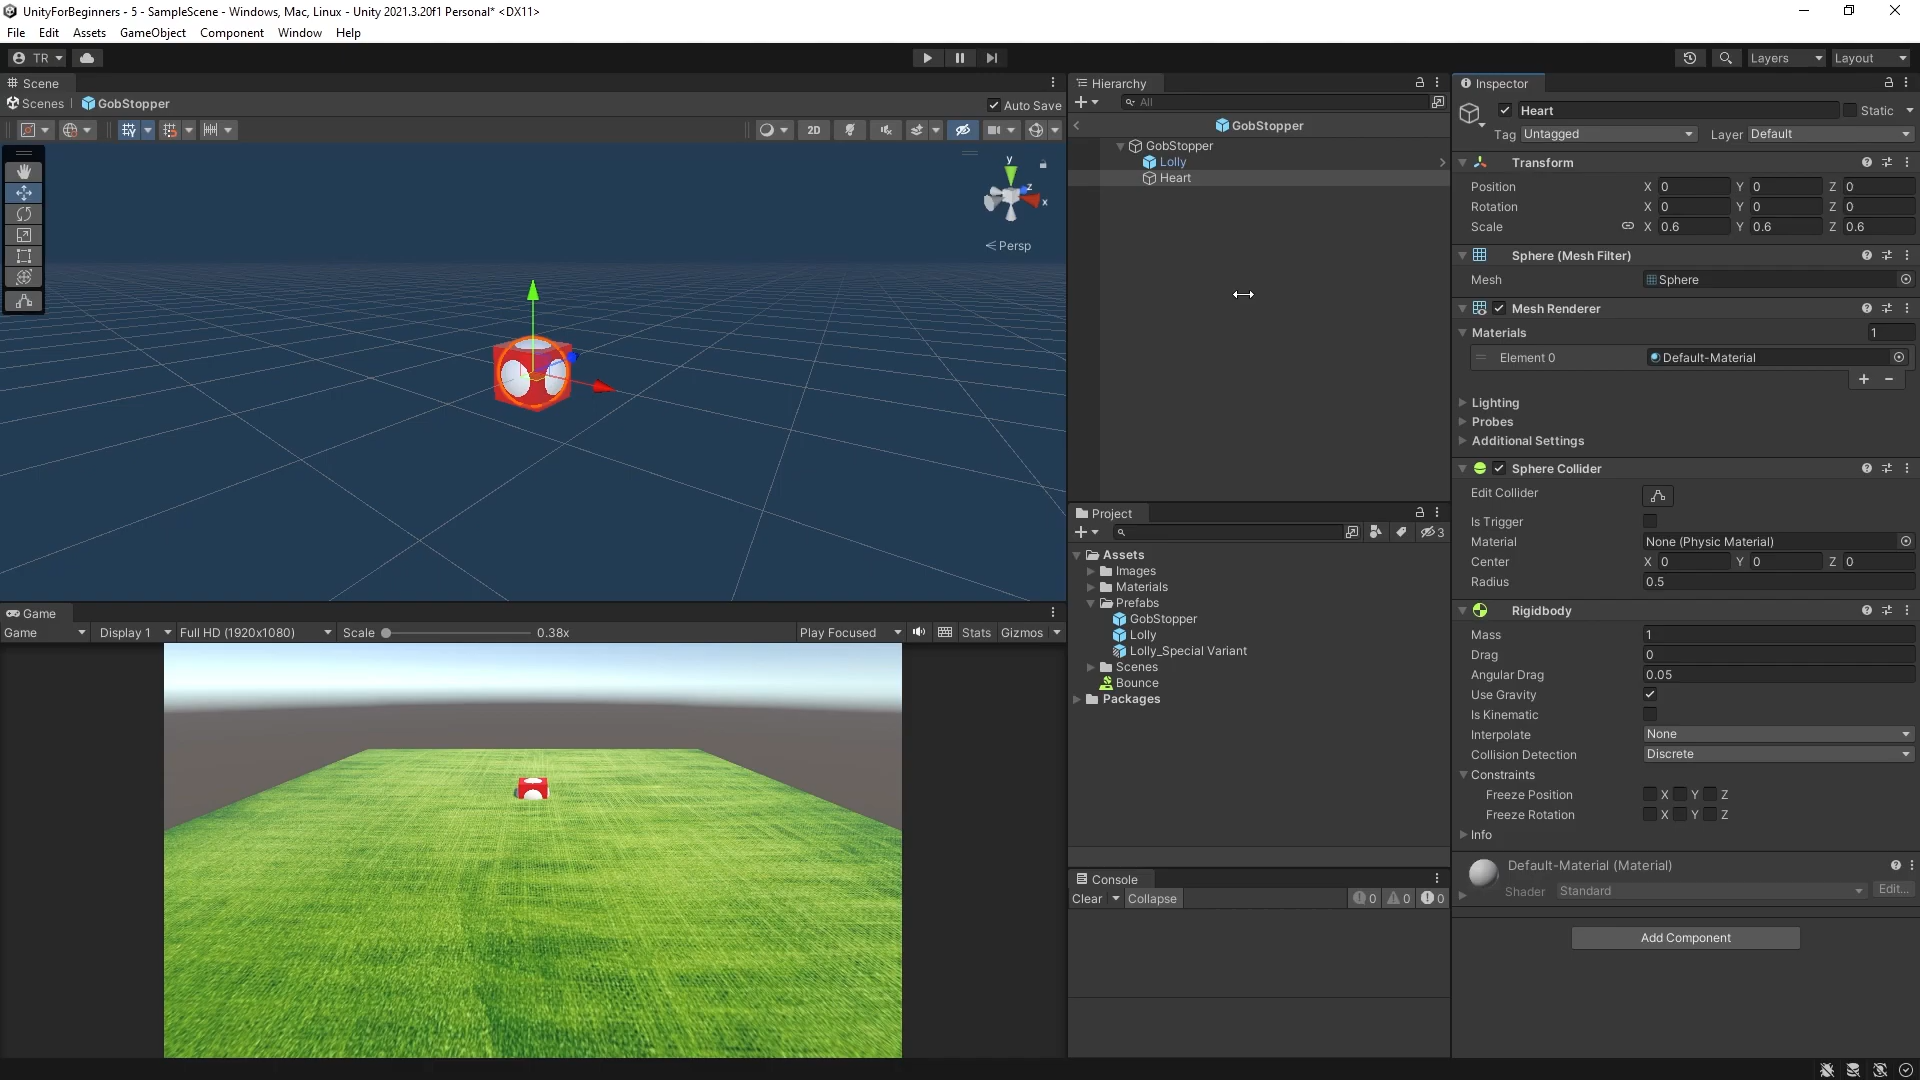 UnityForBeginners - 5 - SampleScene - Windows, Mac, Linux - Unity 2021.3.20f1 Personal* <DX11>
File Edit Assets GameObject Component Window Help
TR Layers Layout
Scene
Scenes | GobStopper Auto Save
2D
y z x
Persp
Hierarchy
All
GobStopper
GobStopper
Lolly
Heart
Inspector
Heart Static
Tag Untagged Layer Default
Transform
Position X 0 Y 0 Z 0
Rotation X 0 Y 0 Z 0
Scale X 0.6 Y 0.6 Z 0.6
Sphere (Mesh Filter)
Mesh Sphere
Mesh Renderer
Materials 1
Element 0 Default-Material
Lighting
Probes
Additional Settings
Sphere Collider
Edit Collider
Is Trigger
Material None (Physic Material)
Center X 0 Y 0 Z 0
Radius 0.5
Rigidbody
Mass 1
Drag 0
Angular Drag 0.05
Use Gravity
Is Kinematic
Interpolate None
Collision Detection Discrete
Constraints
Freeze Position X Y Z
Freeze Rotation X Y Z
Info
Default-Material (Material)
Shader Standard Edit...
Add Component
Project
3
Assets
Images
Materials
Prefabs
GobStopper
Lolly
Lolly_Special Variant
Scenes
Bounce
Packages
Console
Clear Collapse 0 0 0
Game
Game Display 1 Full HD (1920x1080) Scale 0.38x Play Focused Stats Gizmos